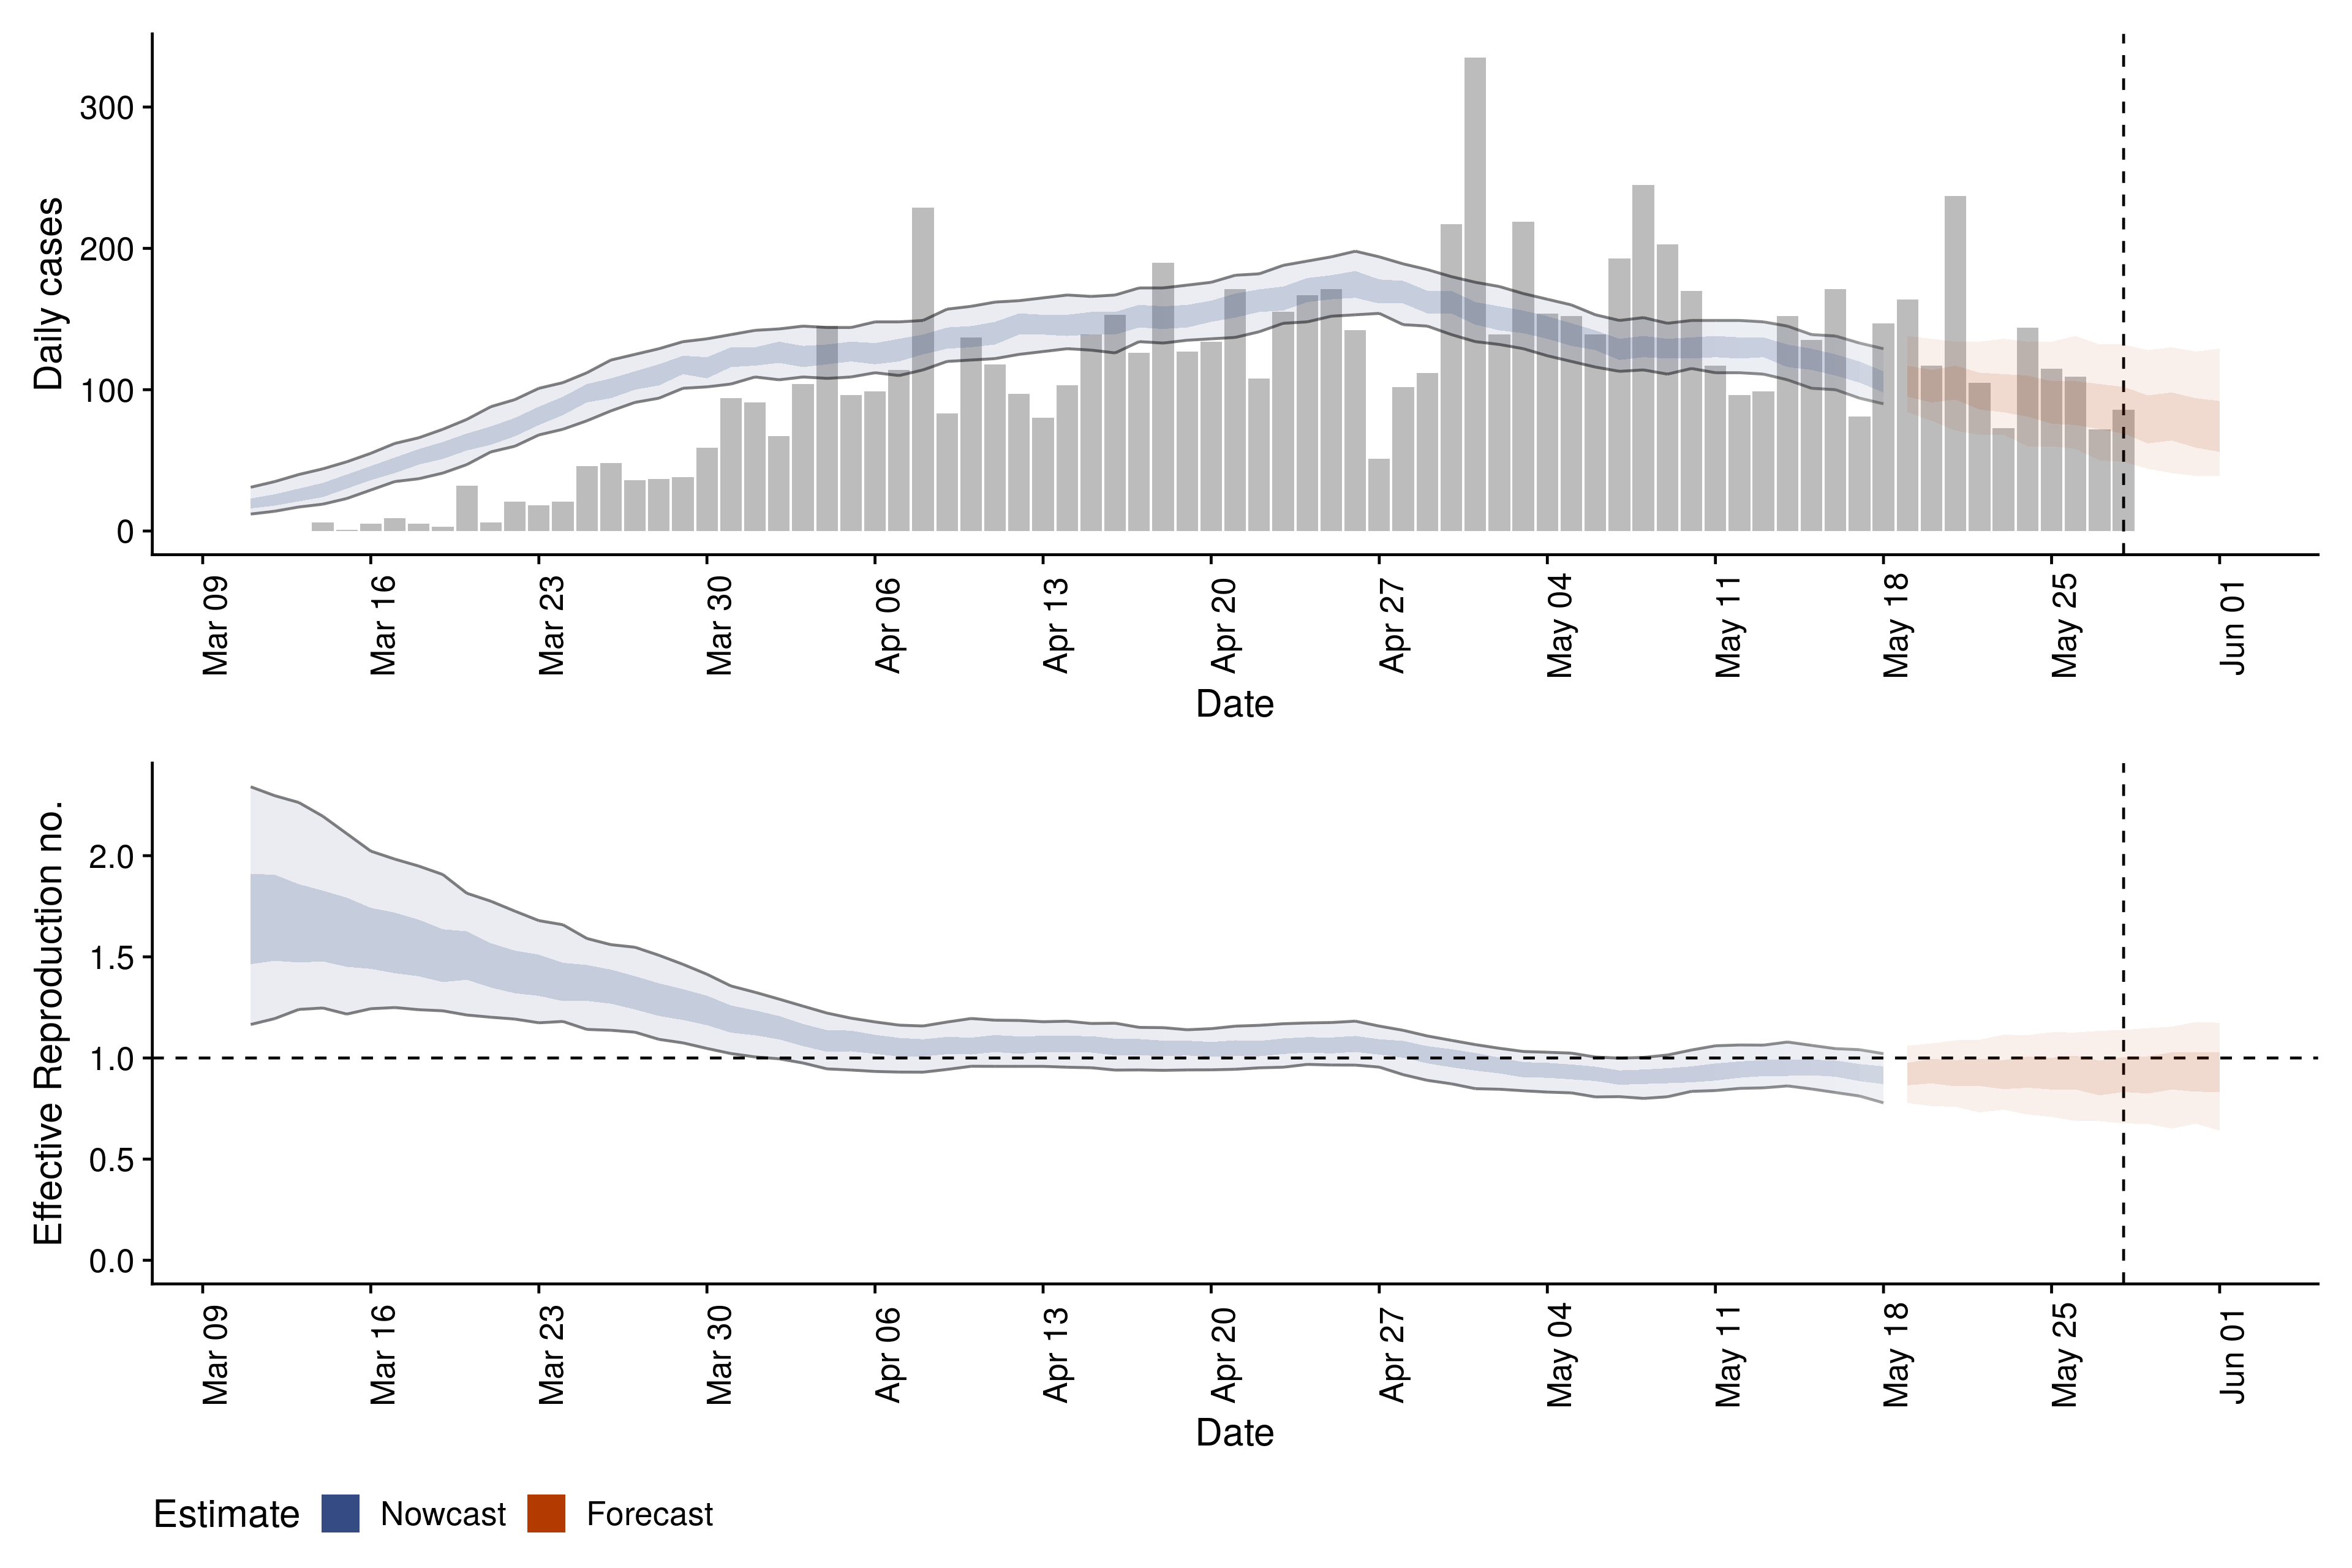 Daily cases
300
200
100
0
Mar 09
Mar 16
Mar 23
Mar 30
Apr 06
Apr 13
Apr 20
Apr 27
May 04
May 11
May 18
May 25
Jun 01
Date
Effective Reproduction no.
2.0
1.5
1.0
0.5
0.0
Mar 09
Mar 16
Mar 23
Mar 30
Apr 06
Apr 13
Apr 20
Apr 27
May 04
May 11
May 18
May 25
Jun 01
Date
Estimate Nowcast Forecast